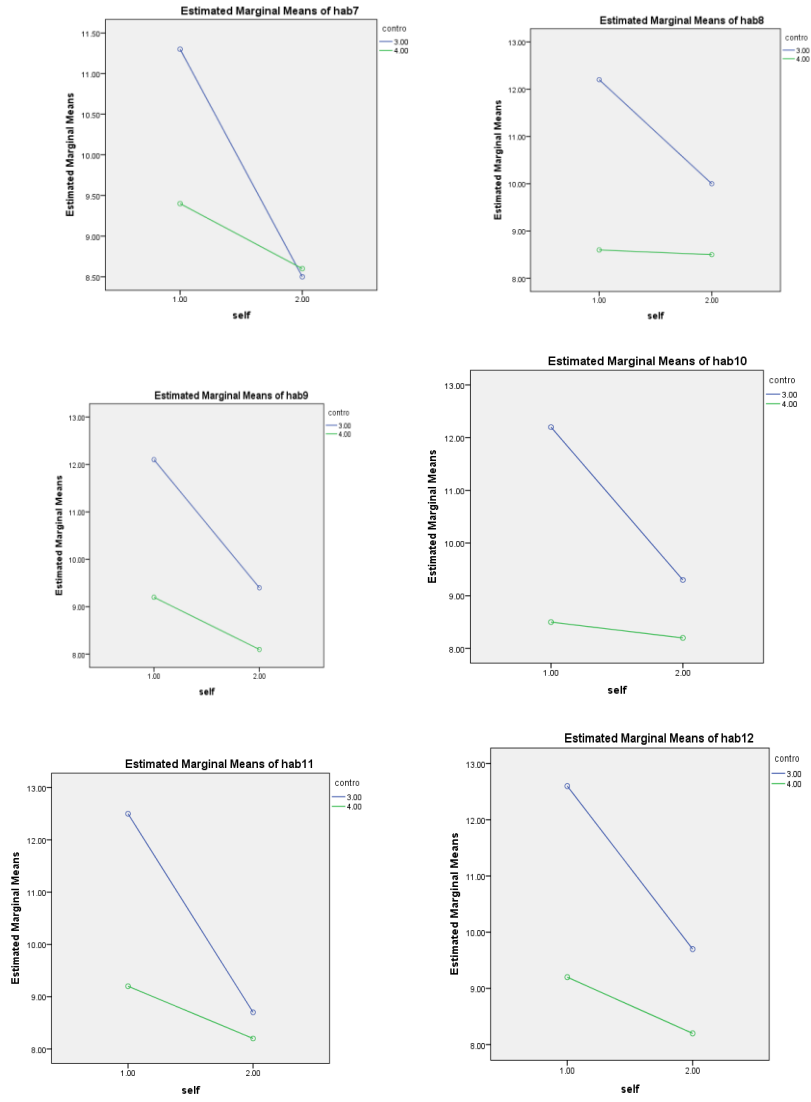 Estimated Marginal Means of hab7
contro
3.00
4.00
Estimated Marginal Means
11.50
11.00
10.50
10.00
9.50
9.00
8.50
1.00 2.00
self
Estimated Marginal Means of hab8
contro
3.00
4.00
Estimated Marginal Means
13.00
12.00
11.00
10.00
9.00
8.00
1.00 2.00
self
Estimated Marginal Means of hab9
contro
3.00
4.00
Estimated Marginal Means
13.00
12.00
11.00
10.00
9.00
8.00
1.00 2.00
self
Estimated Marginal Means of hab10
contro
3.00
4.00
Estimated Marginal Means
13.00
12.00
11.00
10.00
9.00
8.00
1.00 2.00
self
Estimated Marginal Means of hab11
contro
3.00
4.00
Estimated Marginal Means
13.00
12.00
11.00
10.00
9.00
8.00
1.00 2.00
self
Estimated Marginal Means of hab12
contro
3.00
4.00
Estimated Marginal Means
13.00
12.00
11.00
10.00
9.00
8.00
1.00 2.00
self